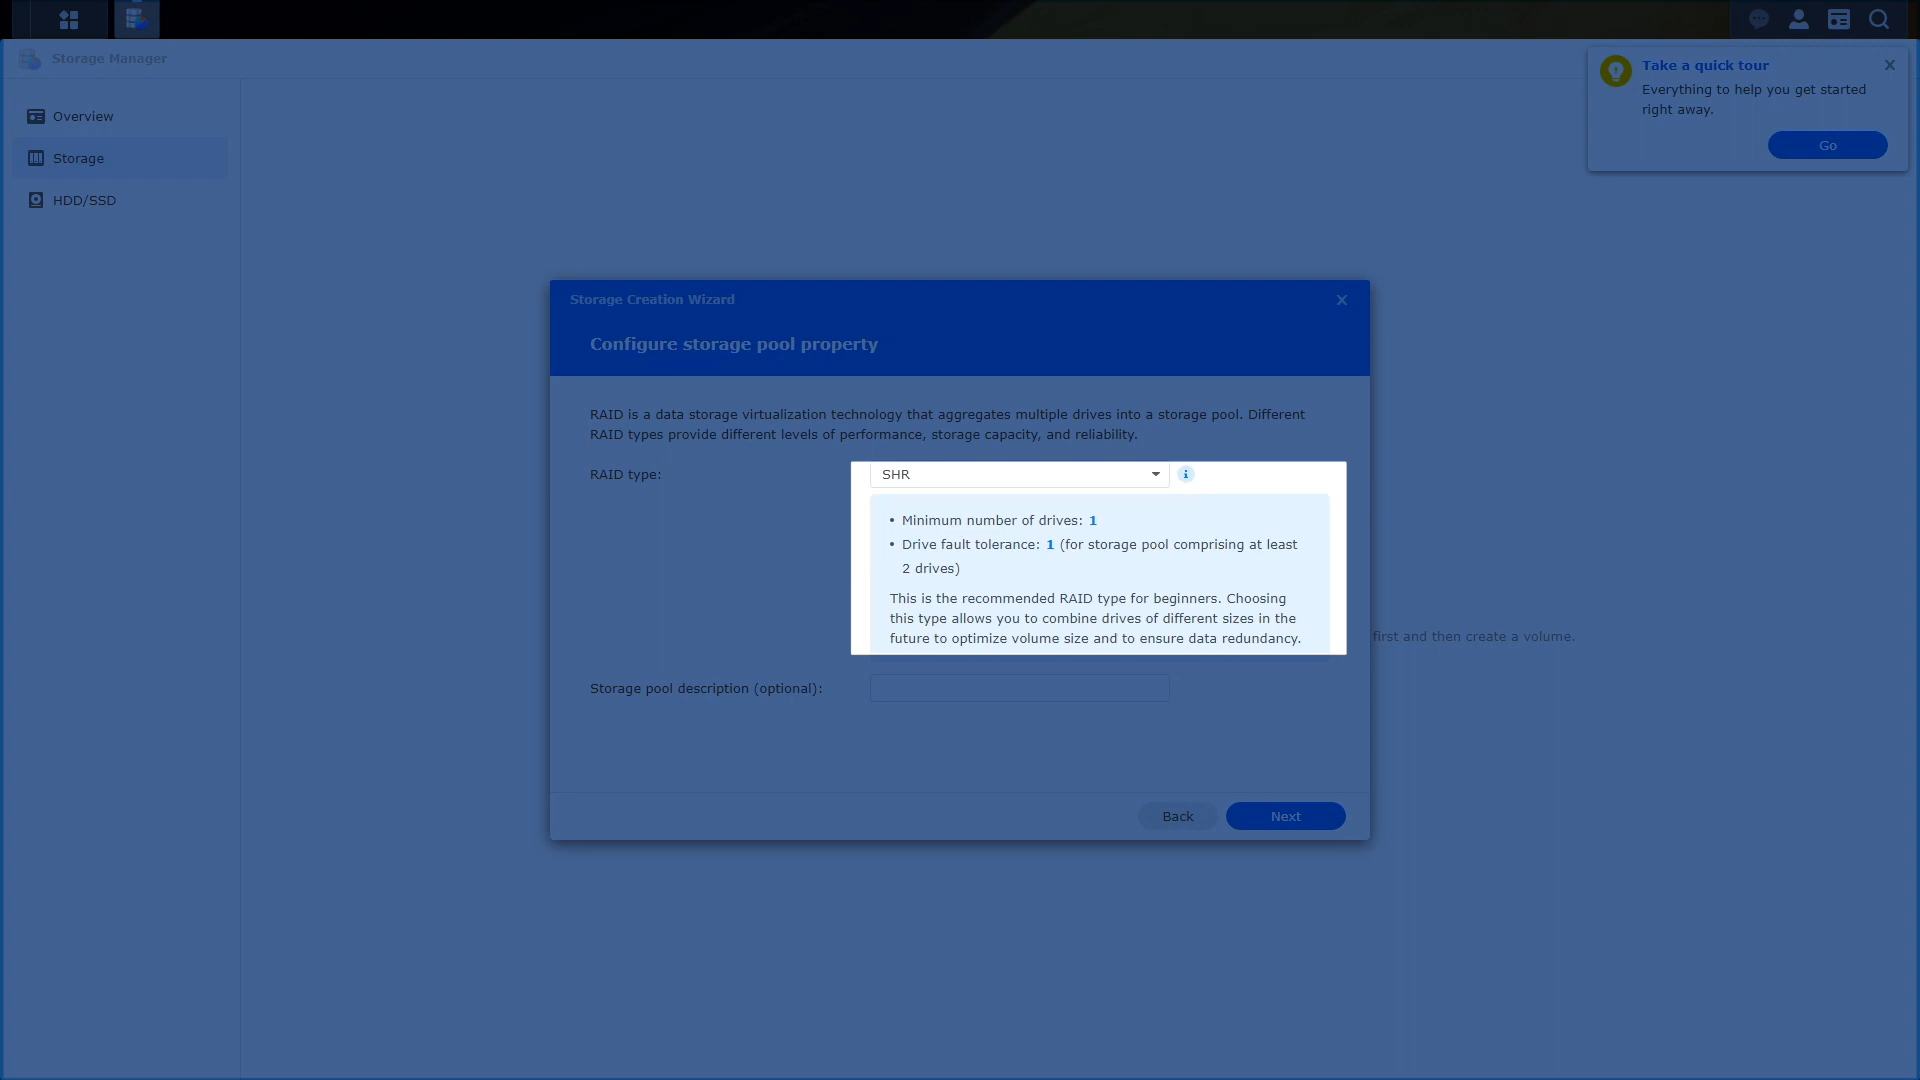 Storage Manager
Overview
Storage
HDD/SSD
Take a quick tour
Everything to help you get started
right away.
Go
Storage Creation Wizard
Configure storage pool property
RAID is a data storage virtualization technology that aggregates multiple drives into a storage pool. Different
RAID types provide different levels of performance, storage capacity, and reliability.
RAID type:
SHR
• Minimum number of drives: 1
• Drive fault tolerance: 1 (for storage pool comprising at least
2 drives)
This is the recommended RAID type for beginners. Choosing
this type allows you to combine drives of different sizes in the
future to optimize volume size and to ensure data redundancy.
first and then create a volume.
Storage pool description (optional):
Back
Next